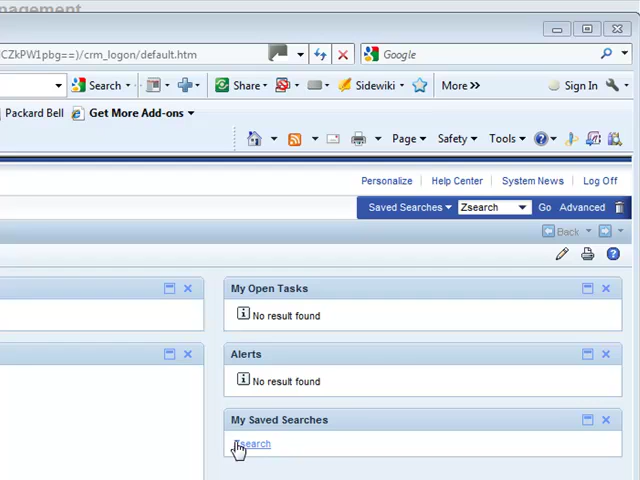 nagement
CZkPW1pbg==)/crm_logon/default.htm
Google
Search
Share
Sidewiki
More »
Sign In
Packard Bell
Get More Add-ons
Page
Safety
Tools
Personalize
Help Center
System News
Log Off
Saved Searches
Zsearch
Go
Advanced
Back
My Open Tasks
No result found
Alerts
No result found
My Saved Searches
Zsearch